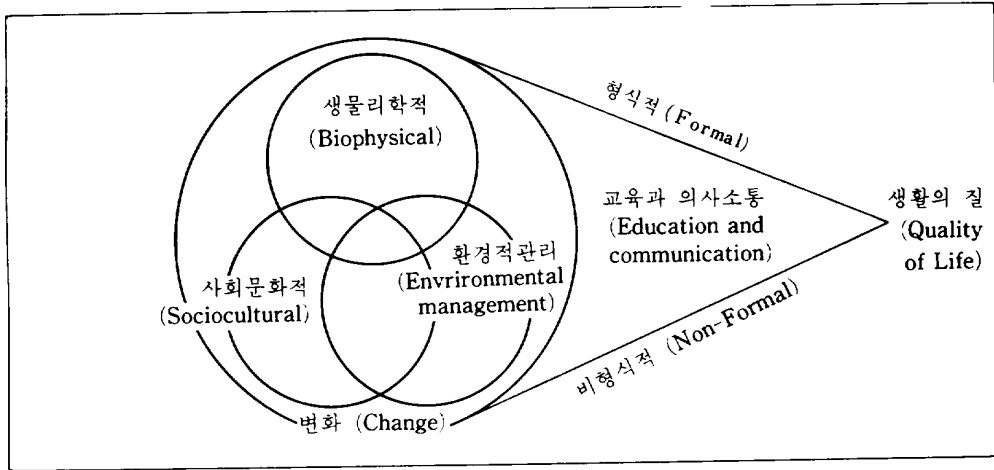 생물리학적
(Biophysical)
사회문화적
(Sociocultural)
환경적관리
(Envrironmental
management)
변화 (Change)
형식적 (Formal)
교육과 의사소통
(Education and
communication)
비형식적 (Non-Formal)
생활의 질
(Quality
of Life)